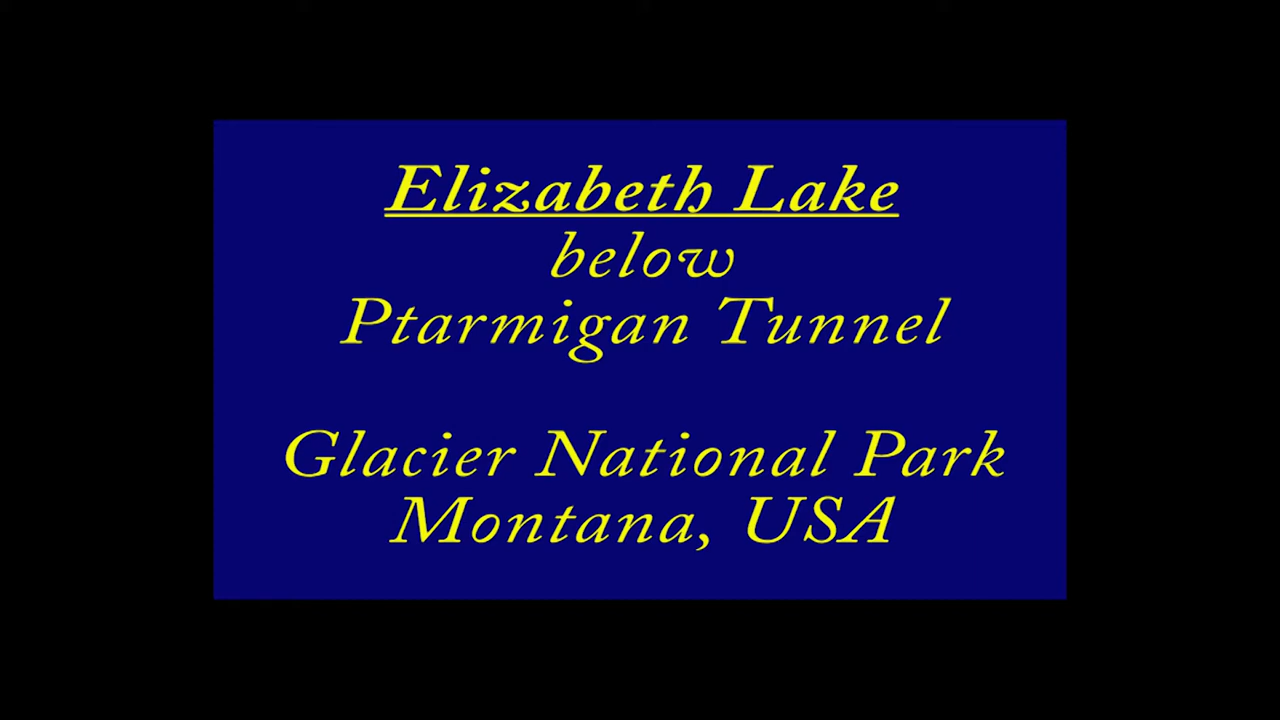 Elizabeth Lake
below
Ptarmigan Tunnel
Glacier National Park
Montana, USA